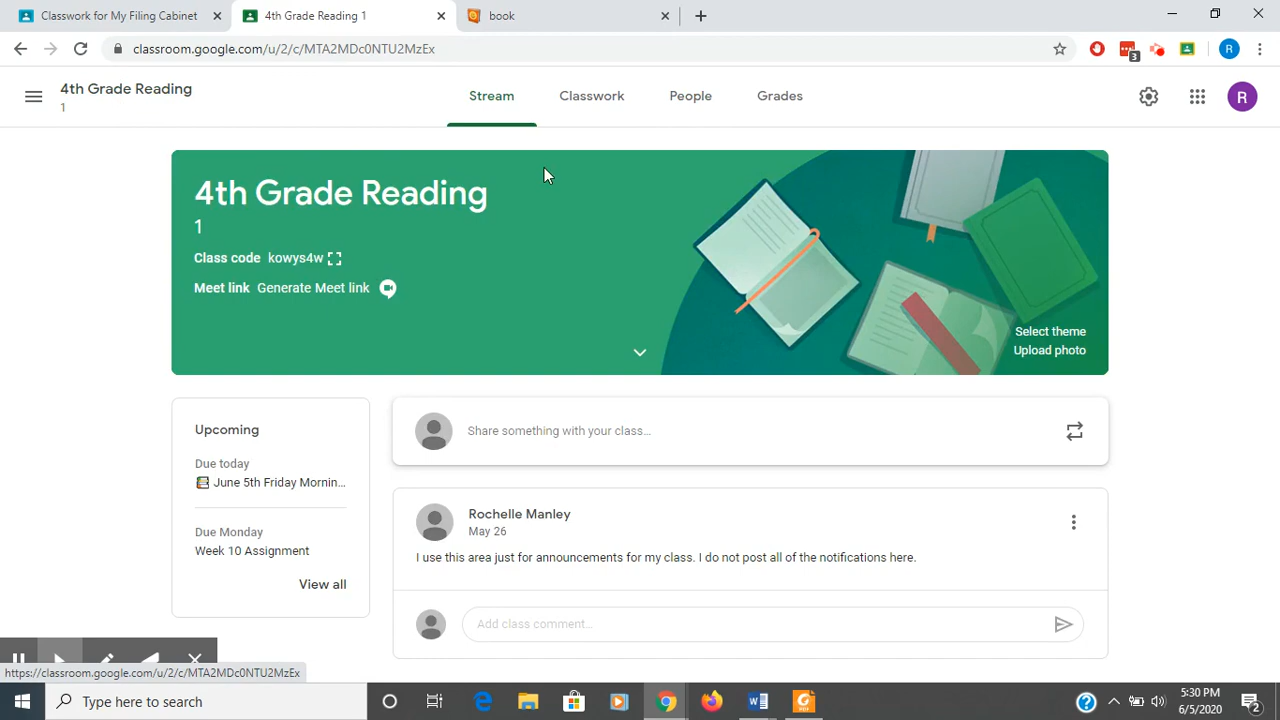 Classwork for My Filing Cabinet
4th Grade Reading 1
book
classroom.google.com/u/2/c/MTA2MDc0NTU2MzEx
3
R
4th Grade Reading
1
Stream
Classwork
People
Grades
R
4th Grade Reading
1
Class code kowys4w
Meet link Generate Meet link
Select theme
Upload photo
Upcoming
Due today
June 5th Friday Mornin...
Due Monday
Week 10 Assignment
View all
Share something with your class...
Rochelle Manley
May 26
I use this area just for announcements for my class. I do not post all of the notifications here.
Add class comment...
https://classroom.google.com/u/2/c/MTA2MDc0NTU2MzEx
Type here to search
5:30 PM
6/5/2020
2